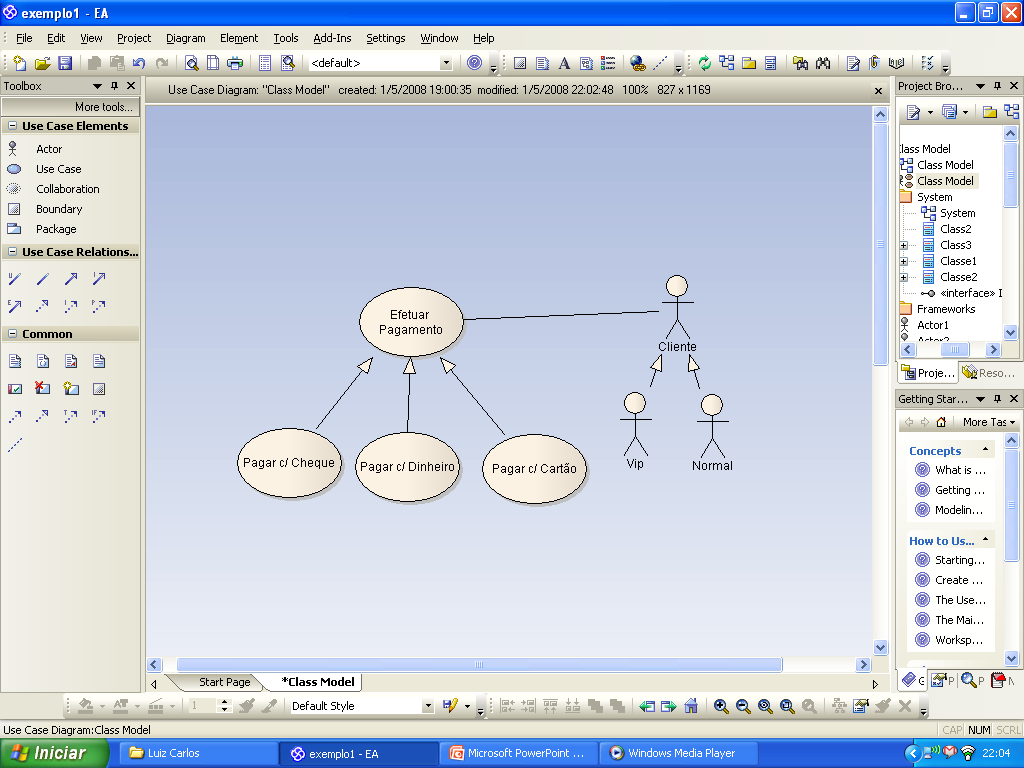 exemplo1 - EA
File Edit View Project Diagram Element Tools Add-Ins Settings Window Help
<default>
Toolbox
More tools...
Use Case Elements
Actor
Use Case
Collaboration
Boundary
Package
Use Case Relations...
Common
Use Case Diagram: "Class Model" created: 1/5/2008 19:00:35 modified: 1/5/2008 22:02:48 100% 827 x 1169
Efetuar
Pagamento
Cliente
Pagar c/ Cheque
Pagar c/ Dinheiro
Pagar c/ Cartão
Vip
Normal
Project Bro...
Class Model
Class Model
Class Model
System
System
Class2
Class3
Classe1
Classe2
«interface» I
Frameworks
Actor1
Actor2
Proje...
Reso...
Getting Star...
More Tas
Concepts
What is ...
Getting ...
Modelin...
How to Us...
Starting...
Create ...
The Use...
The Mai...
Worksp...
G P P N
Start Page
*Class Model
1
Default Style
Use Case Diagram:Class Model
CAP NUM SCRL
Iniciar
Luiz Carlos
exemplo1 - EA
Microsoft PowerPoint ...
Windows Media Player
22:04